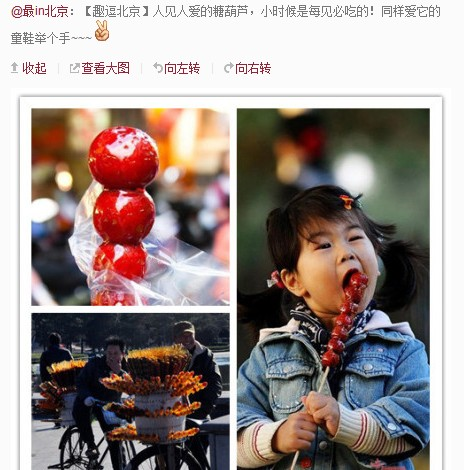 @最in北京:【趣逗北京】人见人爱的糖葫芦，小时候是每见必吃的！同样爱它的
童鞋举个手~~~
收起 | 查看大图 | 向左转 | 向右转